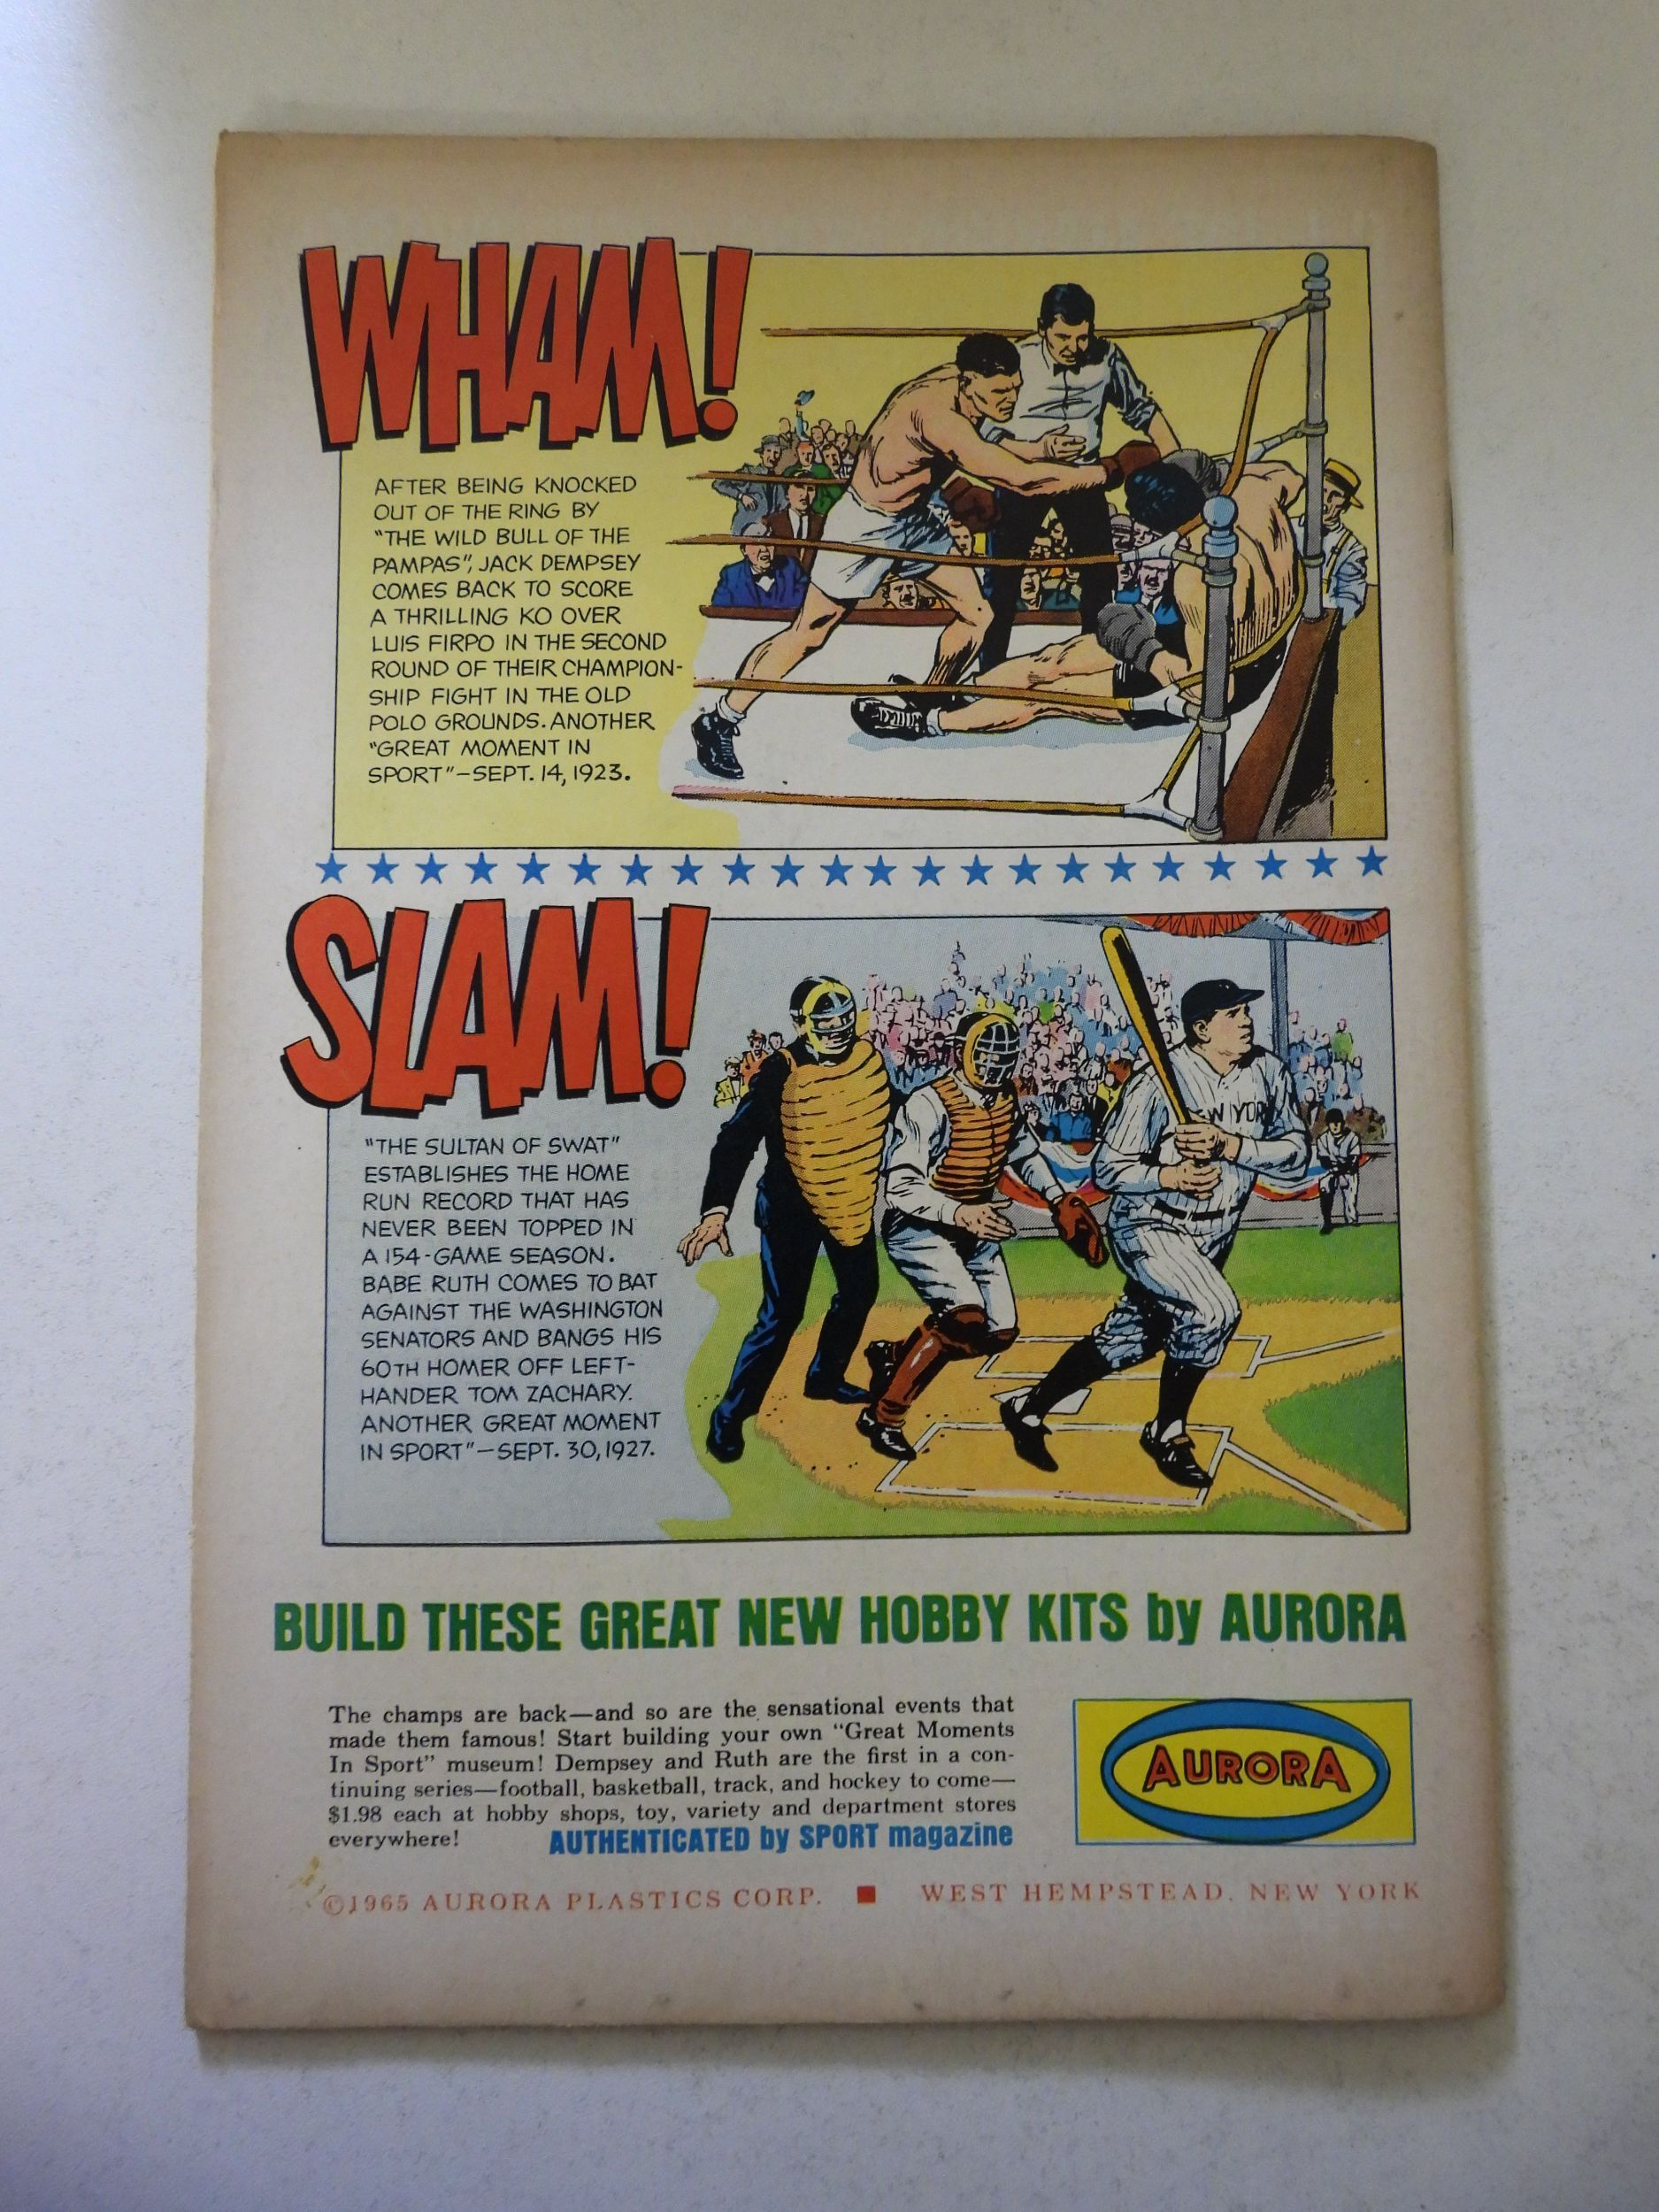 WHAM!
AFTER BEING KNOCKED
OUT OF THE RING BY
"THE WILD BULL OF THE
PAMPAS", JACK DEMPSEY
COMES BACK TO SCORE
A THRILLING KO OVER
LUIS FIRPO IN THE SECOND
ROUND OF THEIR CHAMPION-
SHIP FIGHT IN THE OLD
POLO GROUNDS. ANOTHER
"GREAT MOMENT IN
SPORT"—SEPT. 14, 1923.
SLAM!
"THE SULTAN OF SWAT"
ESTABLISHES THE HOME
RUN RECORD THAT HAS
NEVER BEEN TOPPED IN
A 154-GAME SEASON.
BABE RUTH COMES TO BAT
AGAINST THE WASHINGTON
SENATORS AND BANGS HIS
60TH HOMER OFF LEFT-
HANDER TOM ZACHARY.
ANOTHER GREAT MOMENT
IN SPORT"—SEPT. 30, 1927.
EW YOR
BUILD THESE GREAT NEW HOBBY KITS by AURORA
The champs are back—and so are the sensational events that
made them famous! Start building your own "Great Moments
In Sport" museum! Dempsey and Ruth are the first in a con-
tinuing series—football, basketball, track, and hockey to come—
$1.98 each at hobby shops, toy, variety and department stores
everywhere!
AUTHENTICATED by SPORT magazine
AURORA
©1965 AURORA PLASTICS CORP. ■ WEST HEMPSTEAD, NEW YORK